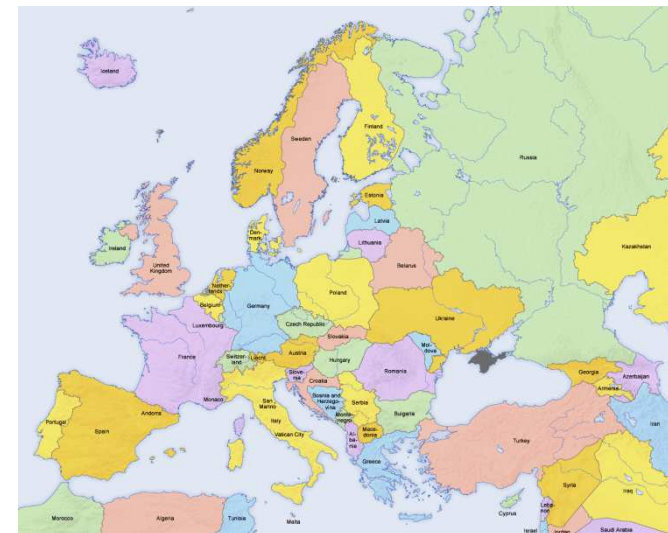 Iceland
Sweden
Finland
Norway
Russia
Estonia
Latvia
Den-
mark
Lithuania
Ireland
United
Kingdom
Belarus
Kazakhstan
Nether-
lands
Belgium
Germany
Poland
Ukraine
Luxembourg
Czech Republic
Slovakia
France
Switzer-
land
Liecht.
Austria
Hungary
Mol-
dova
Slove-
nia
Croatia
Romania
Monaco
San
Marino
Bosnia and
Herzego-
vina
Serbia
Andorra
Italy
Monte-
negro
Bulgaria
Georgia
Armenia
Azerbaijan
Portugal
Spain
Vatican City
Al-
ba-
nia
Mace-
donia
Greece
Turkey
Iran
Syria
Iraq
Cyprus
Leba-
non
Morocco
Algeria
Tunisia
Malta
Israel
Jordan
Saudi Arabia